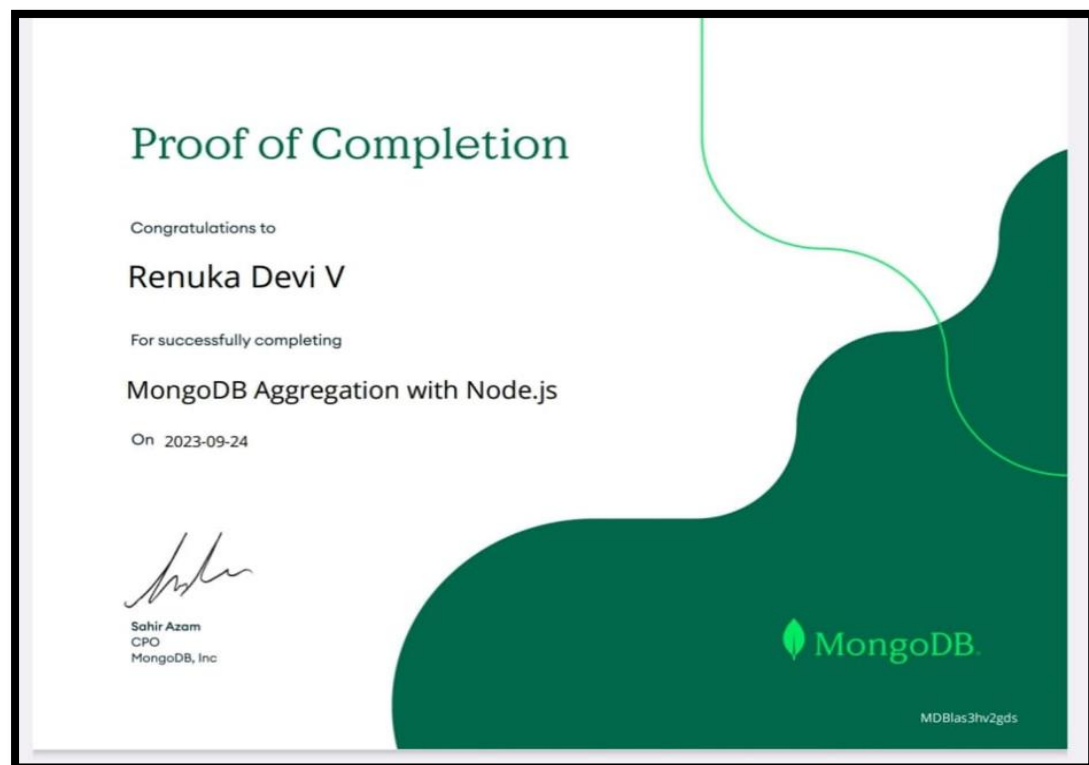 Proof of Completion
Congratulations to
Renuka Devi V
For successfully completing
MongoDB Aggregation with Node.js
On 2023-09-24
Sahir Azam
CPO
MongoDB, Inc
MongoDB.
MDBlas3hv2gds